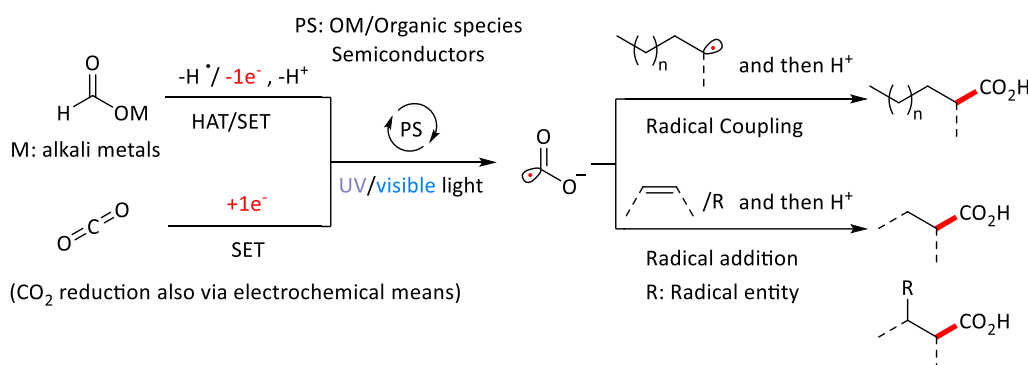 PS: OM/Organic species
Semiconductors
O
H
OM
M: alkali metals
-H•/ -1e⁻ , -H⁺
HAT/SET
PS
UV/visible light
O=C=O
+1e⁻
SET
(CO₂ reduction also via electrochemical means)
O
O⁻
( )n
and then H⁺
Radical Coupling
( )n
CO₂H
/R and then H⁺
Radical addition
R: Radical entity
CO₂H
R
CO₂H